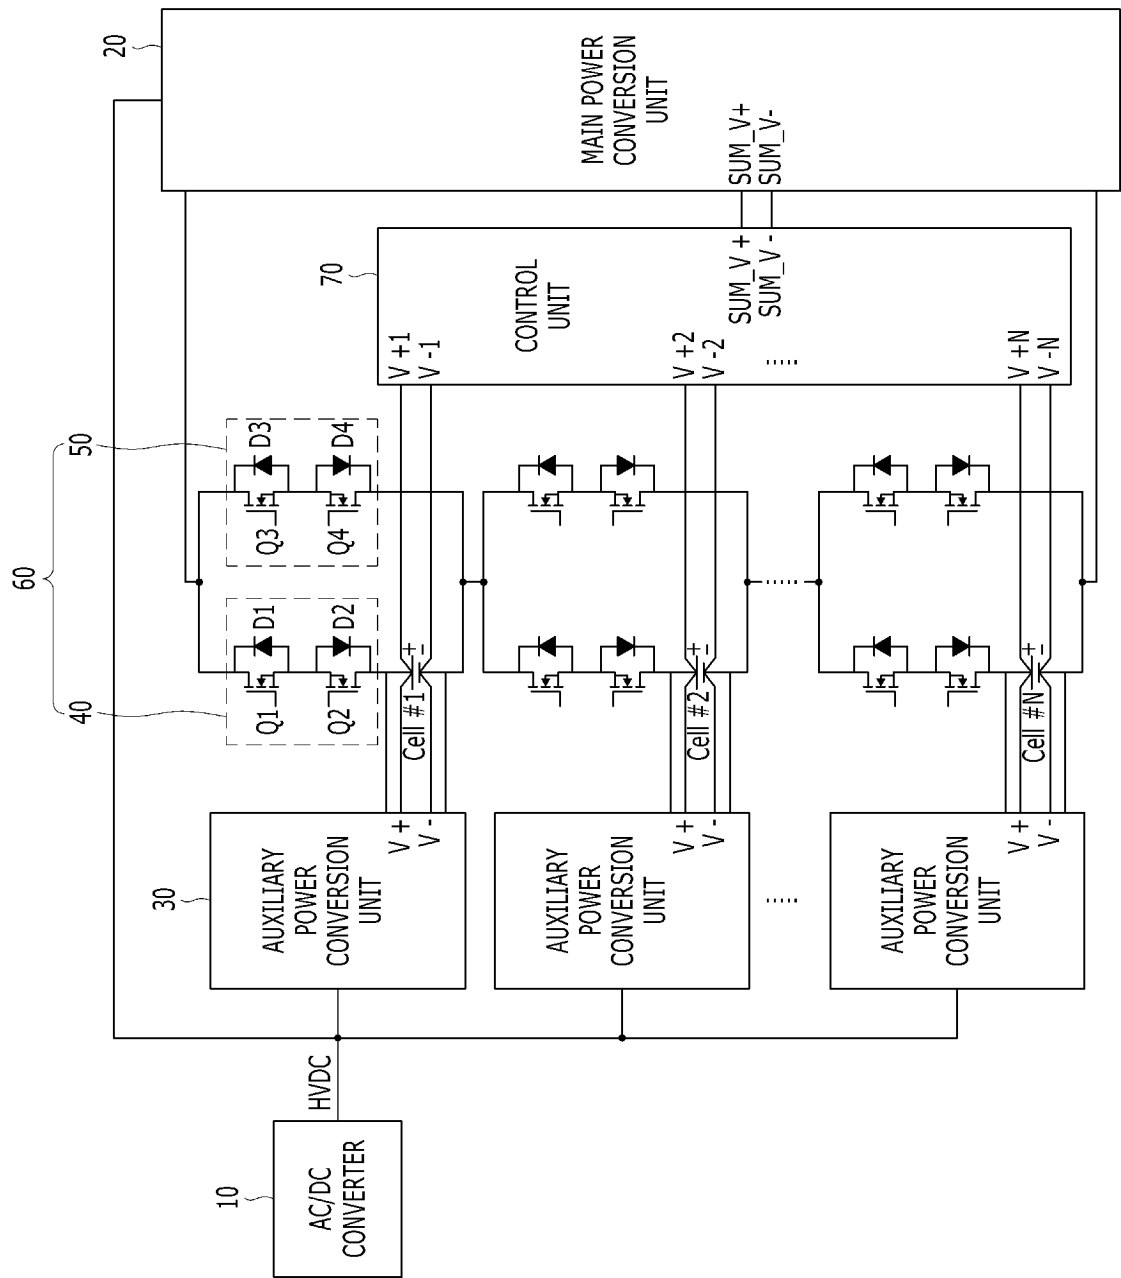 10
AC/DC
CONVERTER
HVDC
30
AUXILIARY
POWER
CONVERSION
UNIT
V +
V -
AUXILIARY
POWER
CONVERSION
UNIT
V +
V -
.....
AUXILIARY
POWER
CONVERSION
UNIT
V +
V -
60
40
Q1
D1
Q2
D2
50
Q3
D3
Q4
D4
Cell #1
+
-
Cell #2
+
-
.....
Cell #N
+
-
70
CONTROL
UNIT
V +1
V -1
V +2
V -2
.....
V +N
V -N
SUM_V +
SUM_V -
20
MAIN POWER
CONVERSION
UNIT
SUM_V+
SUM_V-